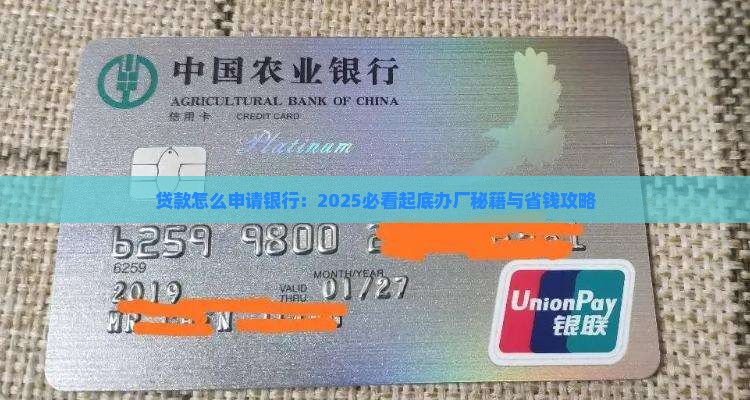 中国农业银行
AGRICULTURAL BANK OF CHINA
信用卡 CREDIT CARD
Platinum
贷款怎么申请银行：2025必看起底办厂秘籍与省钱攻略
6259 9800 2
6259
MONTH/YEAR
2019 VALID THRU 01/27
MR N
UnionPay
银联